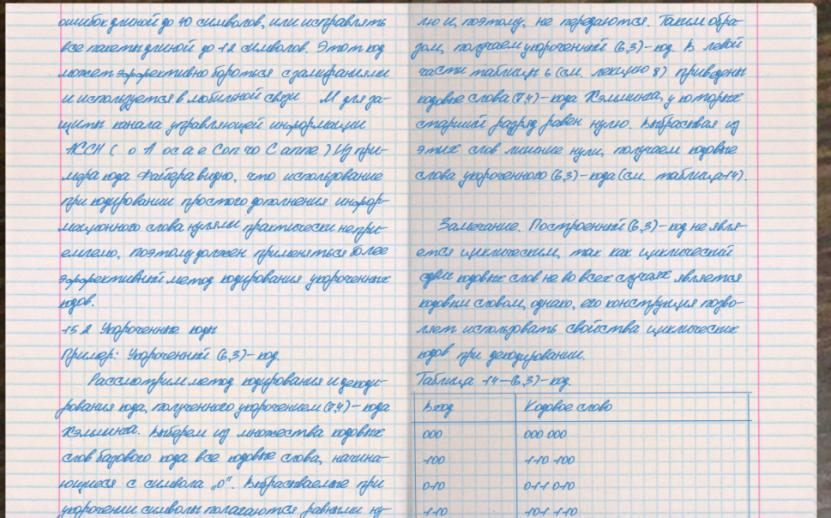 ошибок длиной до 40 символов, или исправлять
все пакеты длиной до 12 символов. Этот код
может эффективно бороться с замираниями
и используется в мобильной связи М для за-
щиты канала управляющей информации
ACCH ( o A oc a e Con чо C anne ) Из при-
мера кода Файера видно, что использование
при кодировании простого дополнения инфор-
мационного слова нулями практически непри-
емлемо, поэтому должен применяться более
эффективный метод кодирования укороченных
кодов.
15 2 Укороченные коды
Пример: Укороченный (6,3)-код.
Рассмотрим метод кодирования и декоди-
рования кода, полученного укорочением (7,4)-кода
Хэмминга. Выберем из множества кодовых
слов базового кода все кодовые слова, начина-
ющиеся с символа „0". Выбрасываемые при
укорочении символы полагаются равными ну-
лю и, поэтому, не передаются. Таким обра-
зом, получаем укороченный (6,3)-код. В левой
части таблицы 6 (см. лекцию 8) приведены
кодовые слова (7,4)-кода Хэмминга, у которых
старший разряд равен нулю. Выбрасывая из
этих слов лишние нули, получаем кодовые
слова укороченного (6,3)-кода (см. таблица14).
Замечание. Построенный (6,3)-код не явля-
ется циклическим, так как циклический
сдвиг кодовых слов не во всех случаях является
кодовым словом, однако, его конструкция позво-
ляет использовать свойства циклических
кодов при декодировании.
Таблица 14-(6,3)-код
Вход Кодовое слово
000 000 000
100 110 100
010 011 010
110 101 110